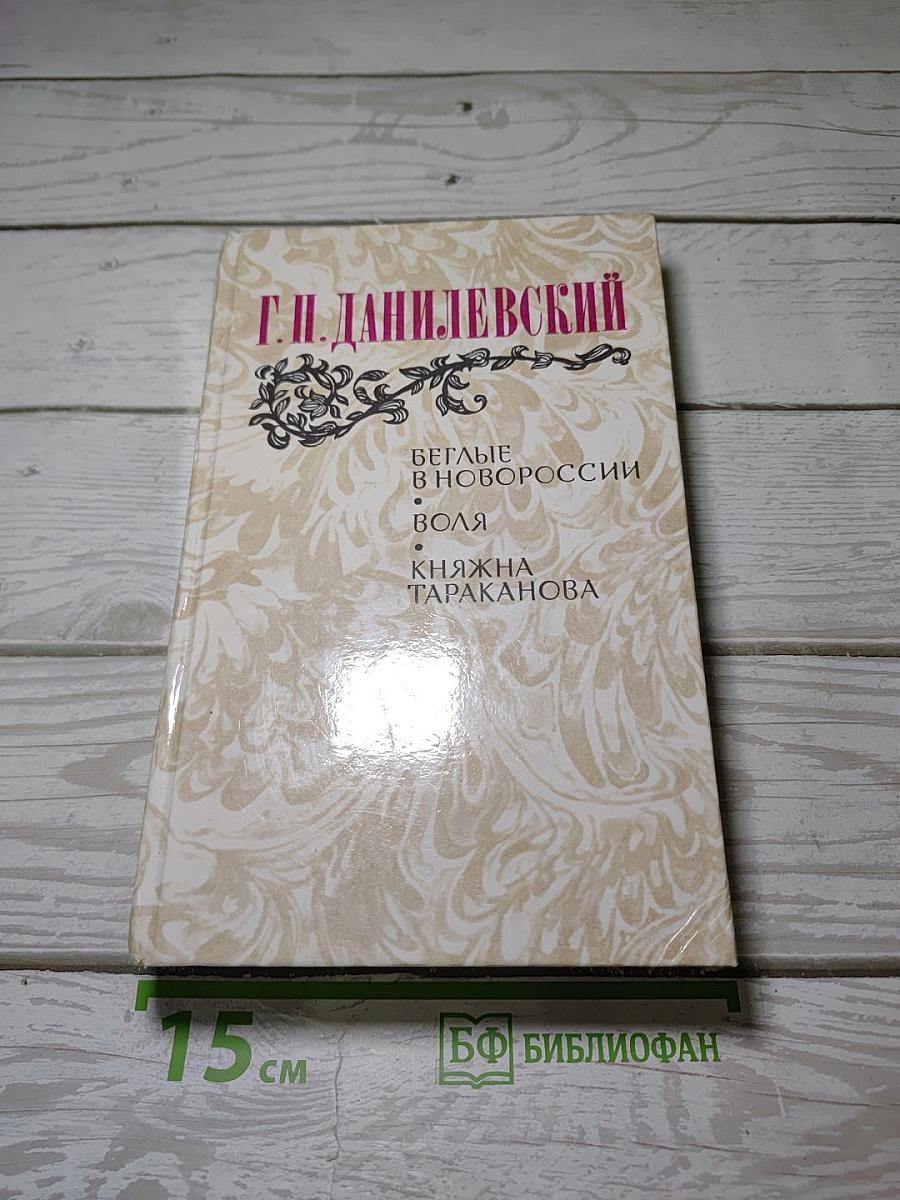 Г.П.ДАНИЛЕВСКИЙ
БЕГЛЫЕ
В НОВОРОССИИ
•
ВОЛЯ
•
КНЯЖНА
ТАРАКАНОВА
15 см
БФ БИБЛИОФАН